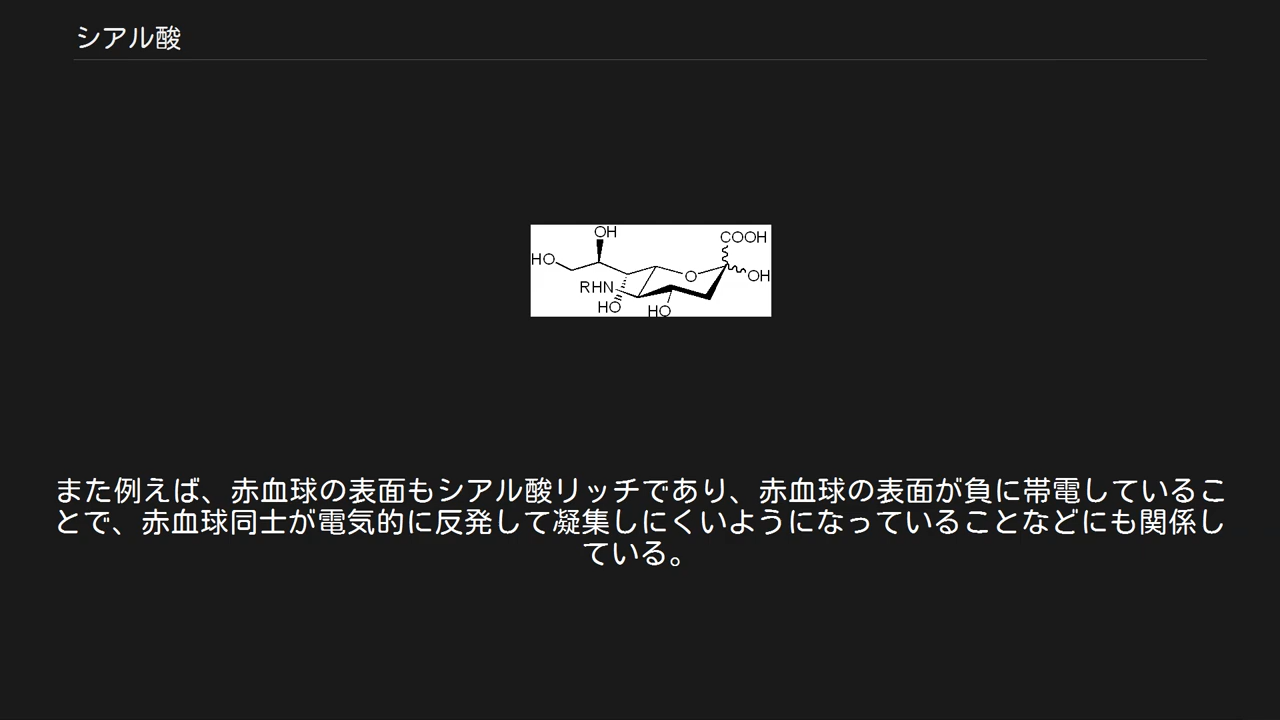 シアル酸
OH
COOH
HO
O
OH
RHN
HO
HO
また例えば、赤血球の表面もシアル酸リッチであり、赤血球の表面が負に帯電しているこ
とで、赤血球同士が電気的に反発して凝集しにくいようになっていることなどにも関係し
ている。